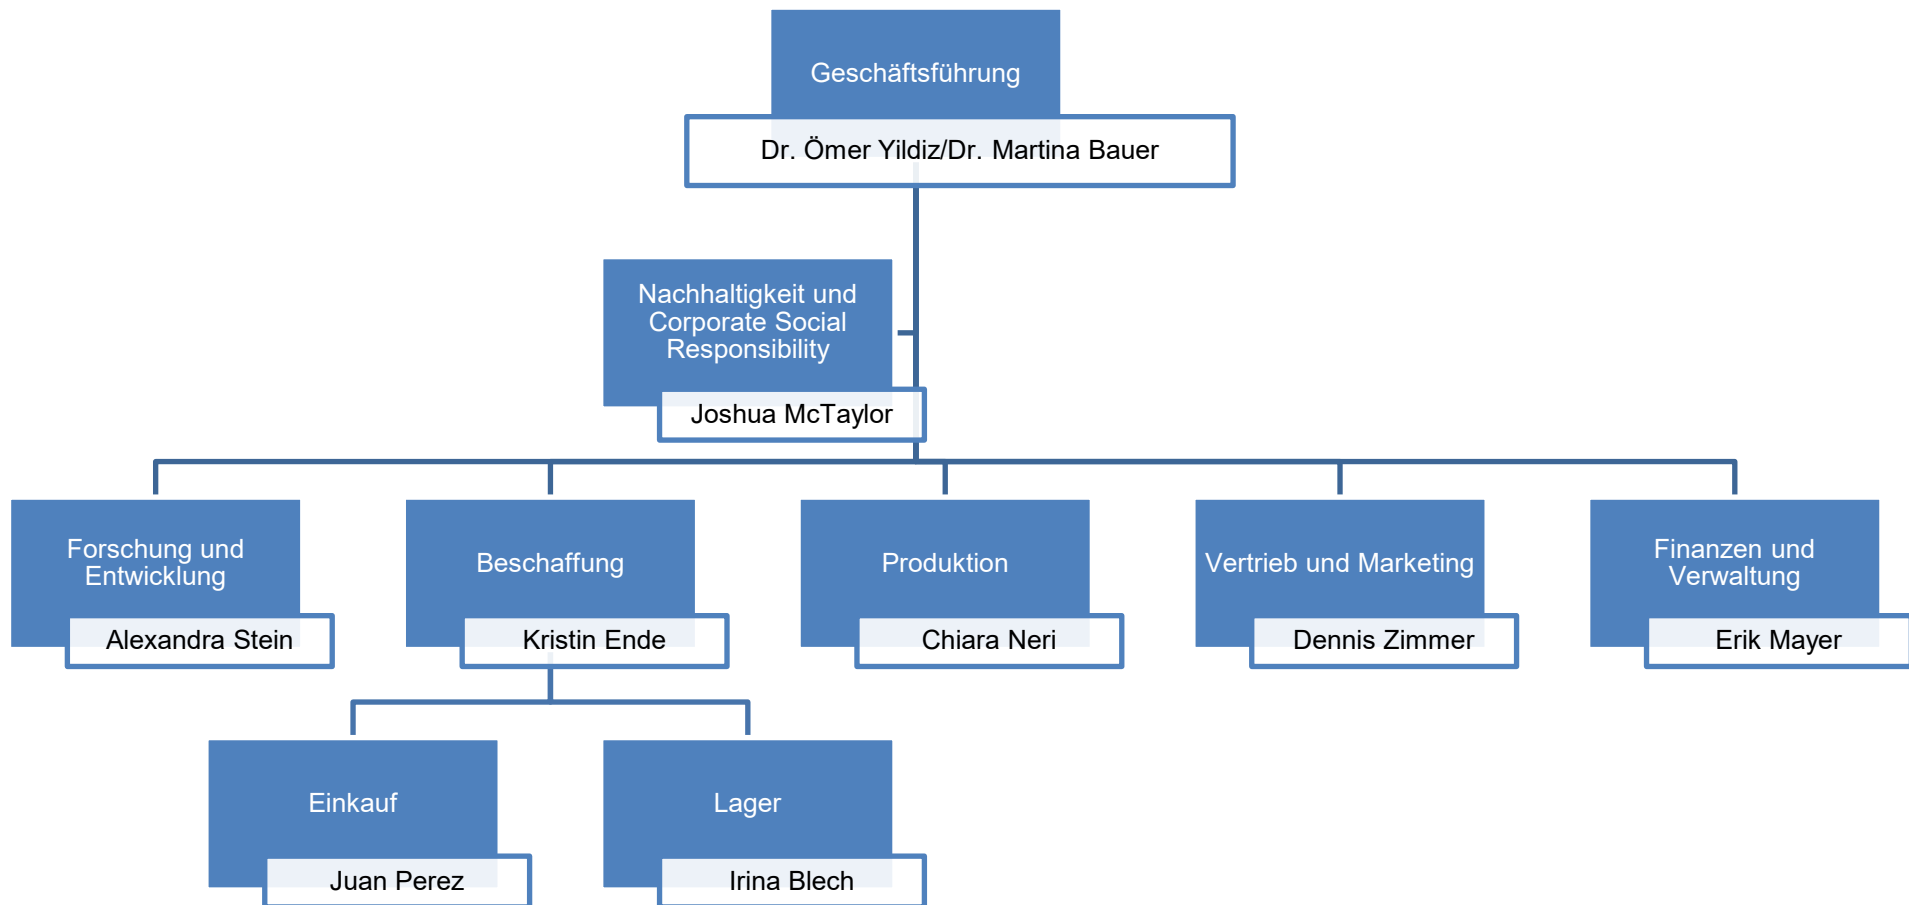 Geschäftsführung
Dr. Ömer Yildiz/Dr. Martina Bauer
Nachhaltigkeit und
Corporate Social
Responsibility
Joshua McTaylor
Forschung und
Entwicklung
Alexandra Stein
Beschaffung
Kristin Ende
Produktion
Chiara Neri
Vertrieb und Marketing
Dennis Zimmer
Finanzen und
Verwaltung
Erik Mayer
Einkauf
Juan Perez
Lager
Irina Blech